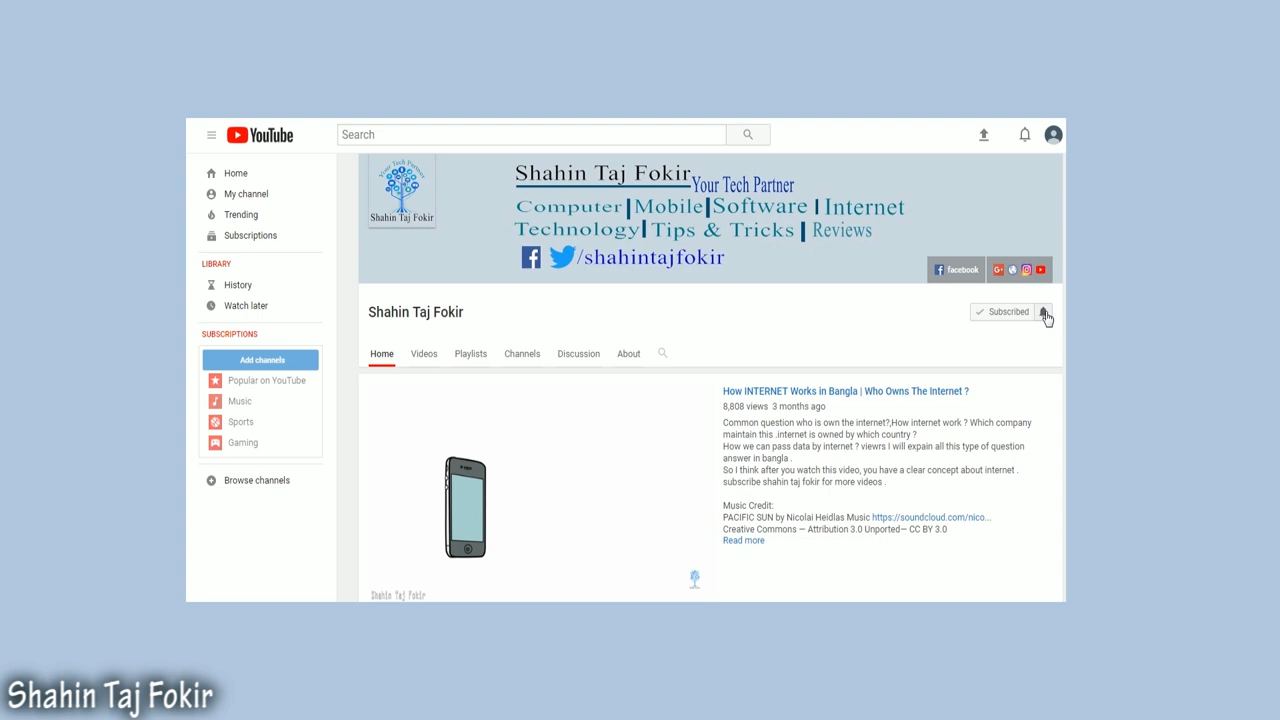 YouTube
Search
Home
My channel
Trending
Subscriptions
LIBRARY
History
Watch later
SUBSCRIPTIONS
Add channels
Popular on YouTube
Music
Sports
Gaming
Browse channels
Your Tech Partner
Shahin Taj Fokir
Shahin Taj Fokir
Your Tech Partner
Computer | Mobile | Software | Internet
Technology | Tips & Tricks | Reviews
/shahintajfokir
facebook
Shahin Taj Fokir
Subscribed
Home Videos Playlists Channels Discussion About
How INTERNET Works in Bangla | Who Owns The Internet ?
8,808 views 3 months ago
Common question who is own the internet?,How internet work ? Which company
maintain this .internet is owned by which country ?
How we can pass data by internet ? viewrs I will expain all this type of question
answer in bangla .
So I think after you watch this video, you have a clear concept about internet .
subscribe shahin taj fokir for more videos .
Music Credit:
PACIFIC SUN by Nicolai Heidlas Music https://soundcloud.com/nico...
Creative Commons — Attribution 3.0 Unported— CC BY 3.0
Read more
Shahin Taj Fokir
Shahin Taj Fokir